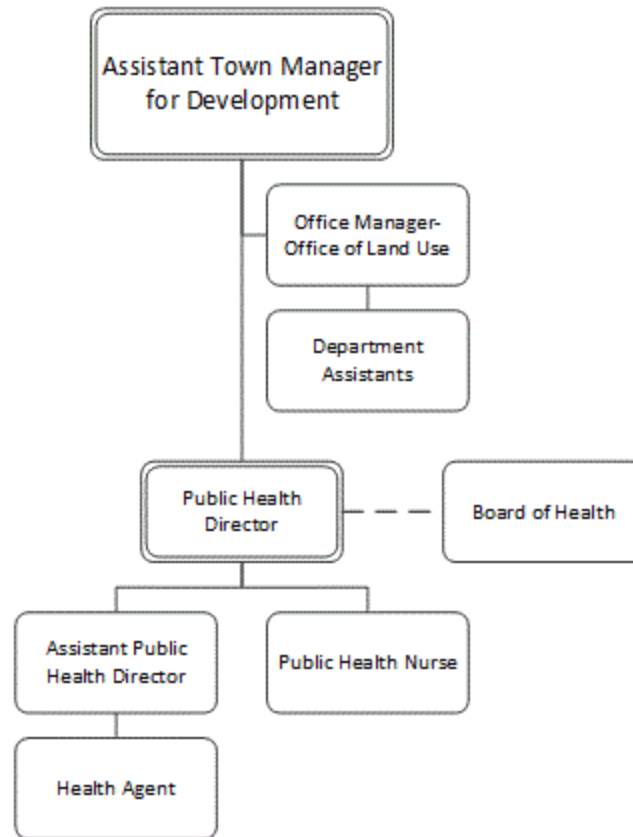 Assistant Town Manager
for Development
Office Manager-
Office of Land Use
Department
Assistants
Public Health
Director
Board of Health
Assistant Public
Health Director
Public Health Nurse
Health Agent